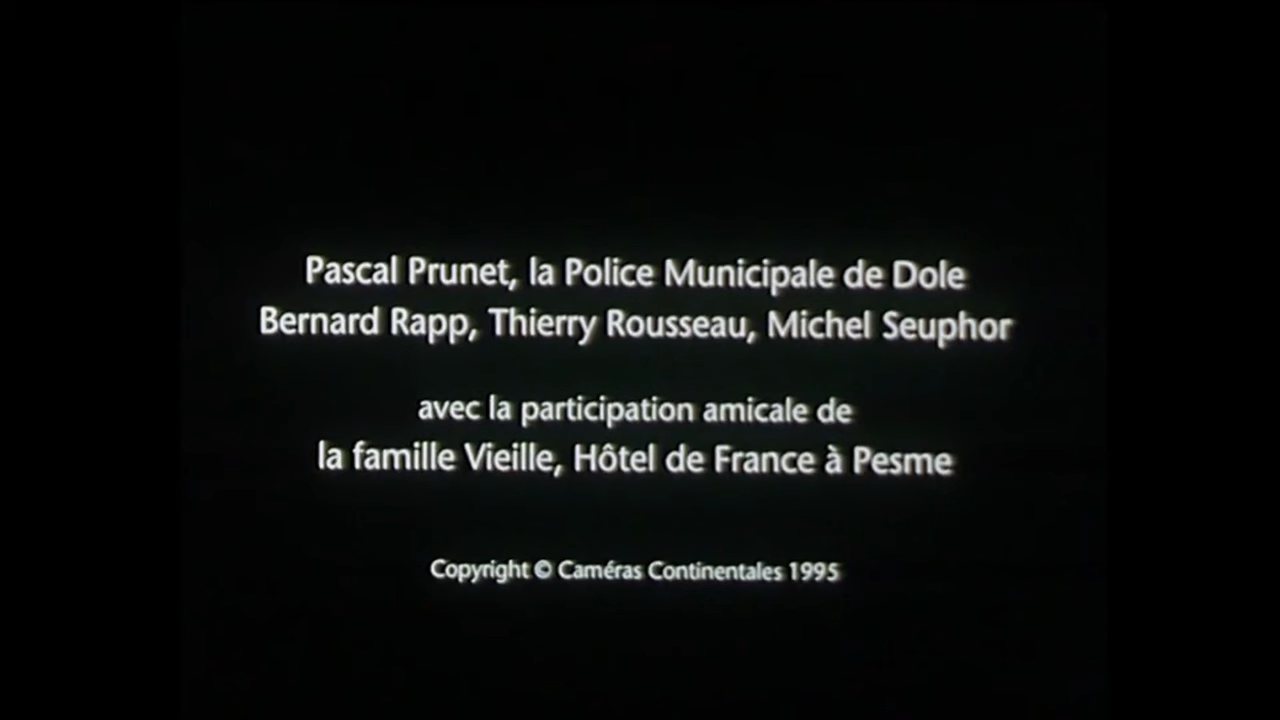 Pascal Prunet, la Police Municipale de Dole
Bernard Rapp, Thierry Rousseau, Michel Seuphor
avec la participation amicale de
la famille Vieille, Hôtel de France à Pesme
Copyright © Caméras Continentales 1995